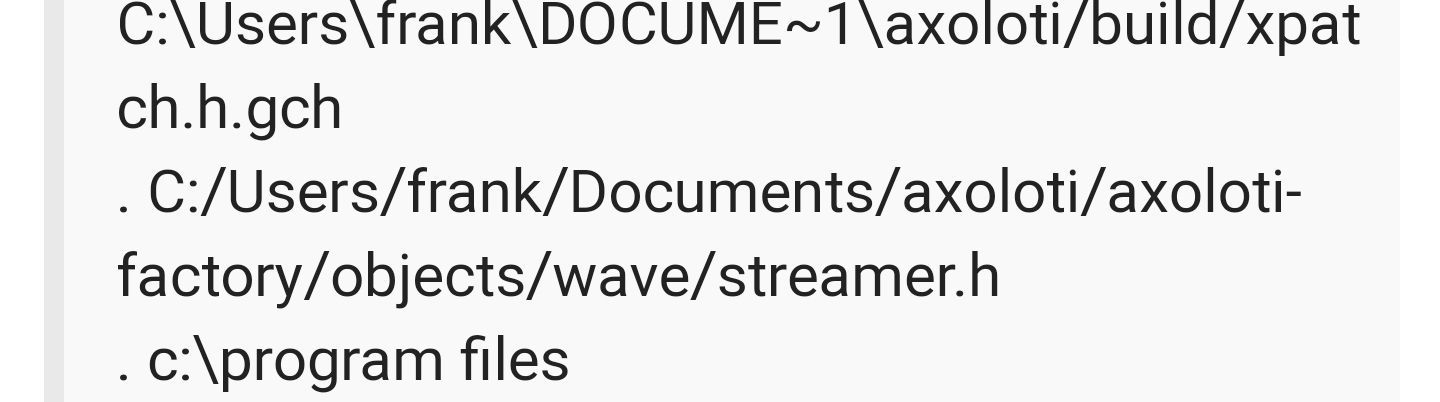 C:\Users\frank\DOCUME~1\axoloti/build/xpat
ch.h.gch
. C:/Users/frank/Documents/axoloti/axoloti-
factory/objects/wave/streamer.h
. c:\program files